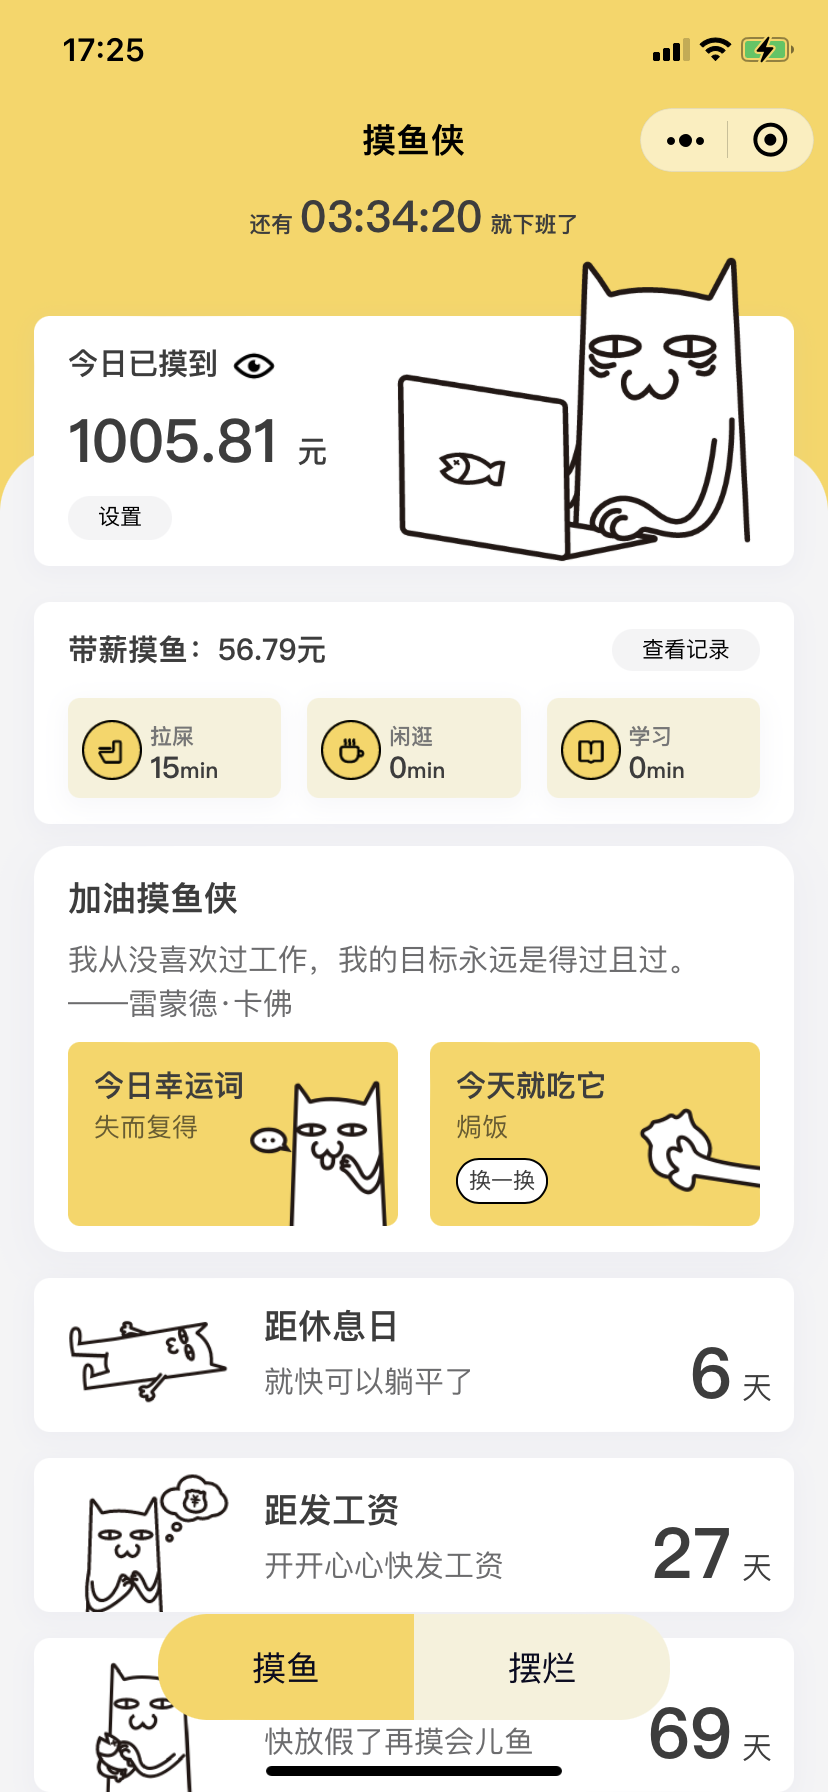 17:25
摸鱼侠
还有 03:34:20 就下班了
今日已摸到
1005.81 元
设置
带薪摸鱼：56.79元
查看记录
拉屎
15min
闲逛
0min
学习
0min
加油摸鱼侠
我从没喜欢过工作，我的目标永远是得过且过。
——雷蒙德·卡佛
今日幸运词
失而复得
今天就吃它
焗饭
换一换
距休息日
就快可以躺平了
6 天
¥
距发工资
开开心心快发工资
27 天
摸鱼
摆烂
快放假了再摸会儿鱼
69 天